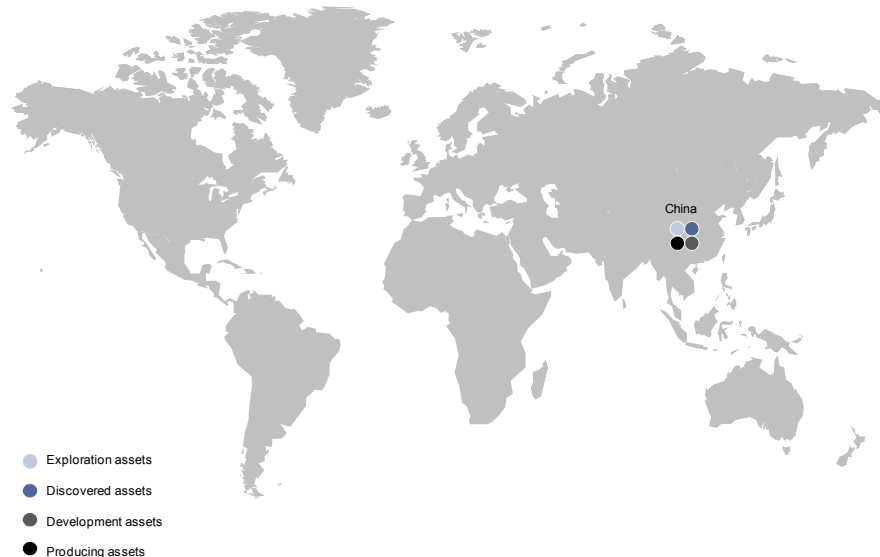 China
Exploration assets
Discovered assets
Development assets
Producing assets